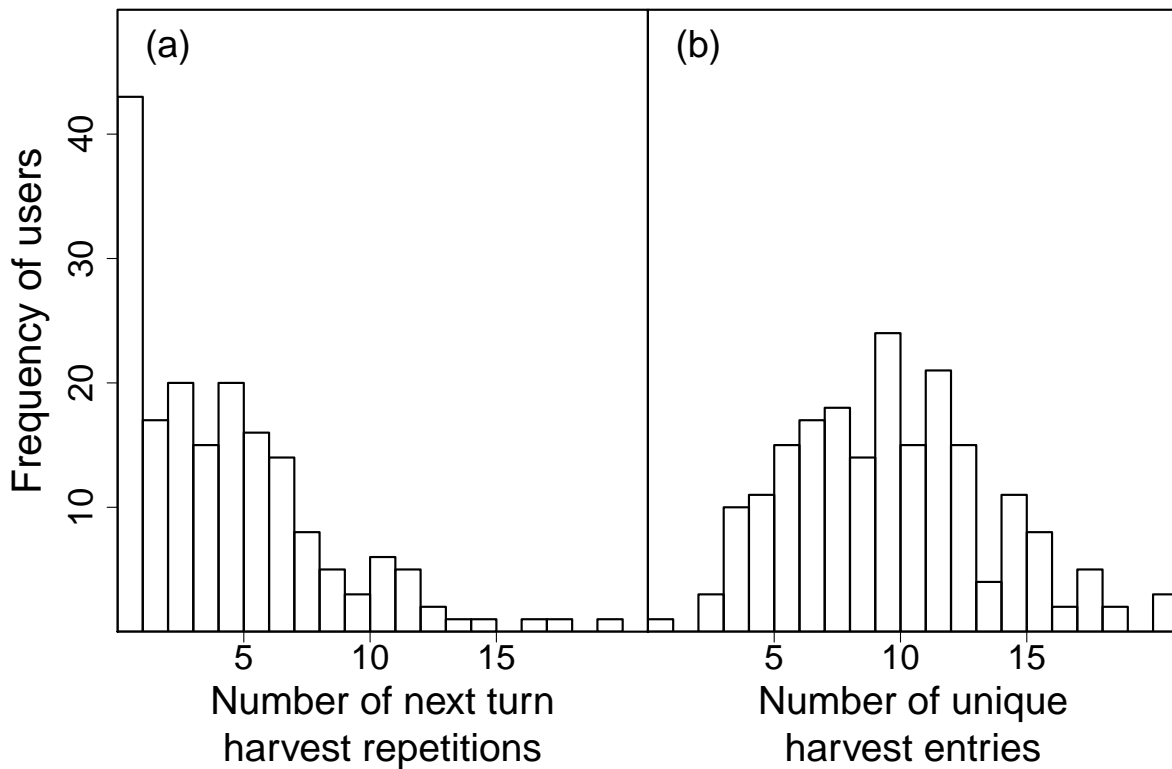 (a)
(b)
Frequency of users
40
30
20
10
5 10 15
5 10 15
Number of next turn
harvest repetitions
Number of unique
harvest entries